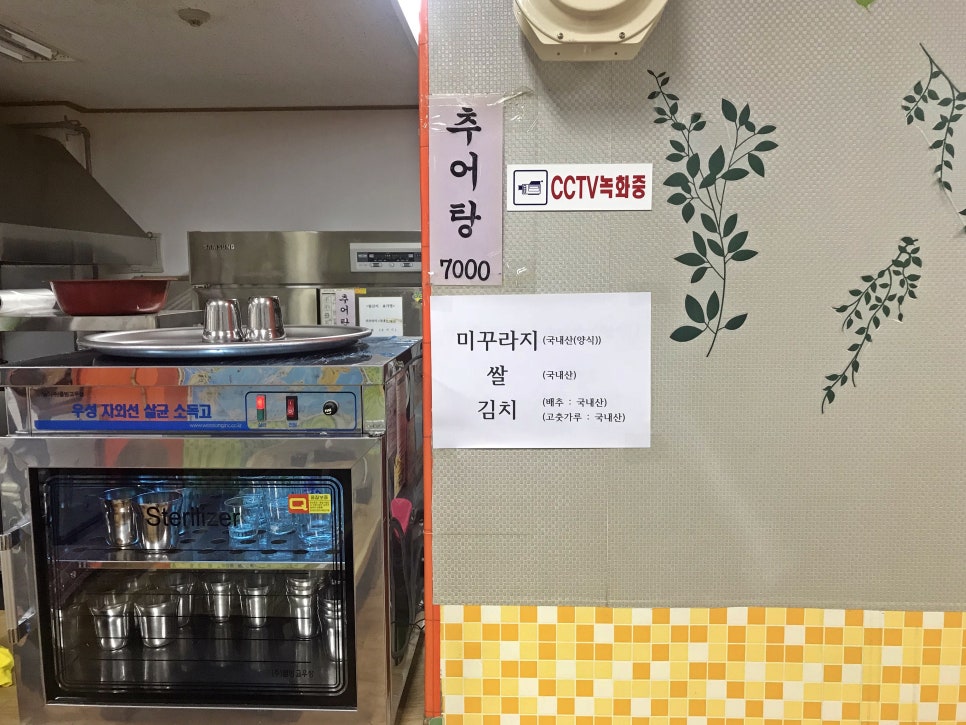 추어탕
7000
CCTV녹화중
미꾸라지 (국내산(양식))
쌀 (국내산)
김치 (배추 : 국내산)
(고춧가루 : 국내산)
우성 자외선 살균 소독고
Sterilizer